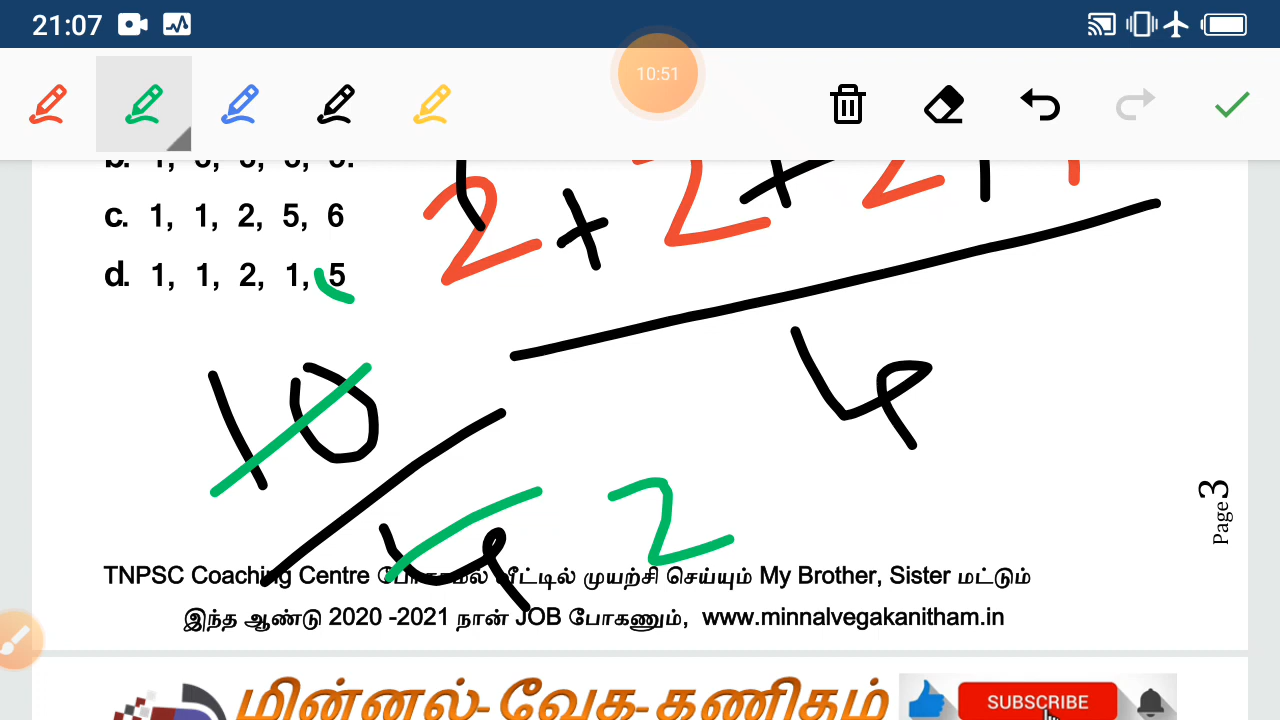 21:07
10:51
c. 1, 1, 2, 5, 6
d. 1, 1, 2, 1, 5
2 + 2 + 2
4
10
4 2
Page 3
TNPSC Coaching Centre போகாமல் வீட்டில் முயற்சி செய்யும் My Brother, Sister மட்டும்
இந்த ஆண்டு 2020 -2021 நான் JOB போகணும், www.minnalvegakanitham.in
மின்னல்-வேக-கணிதம்
SUBSCRIBE